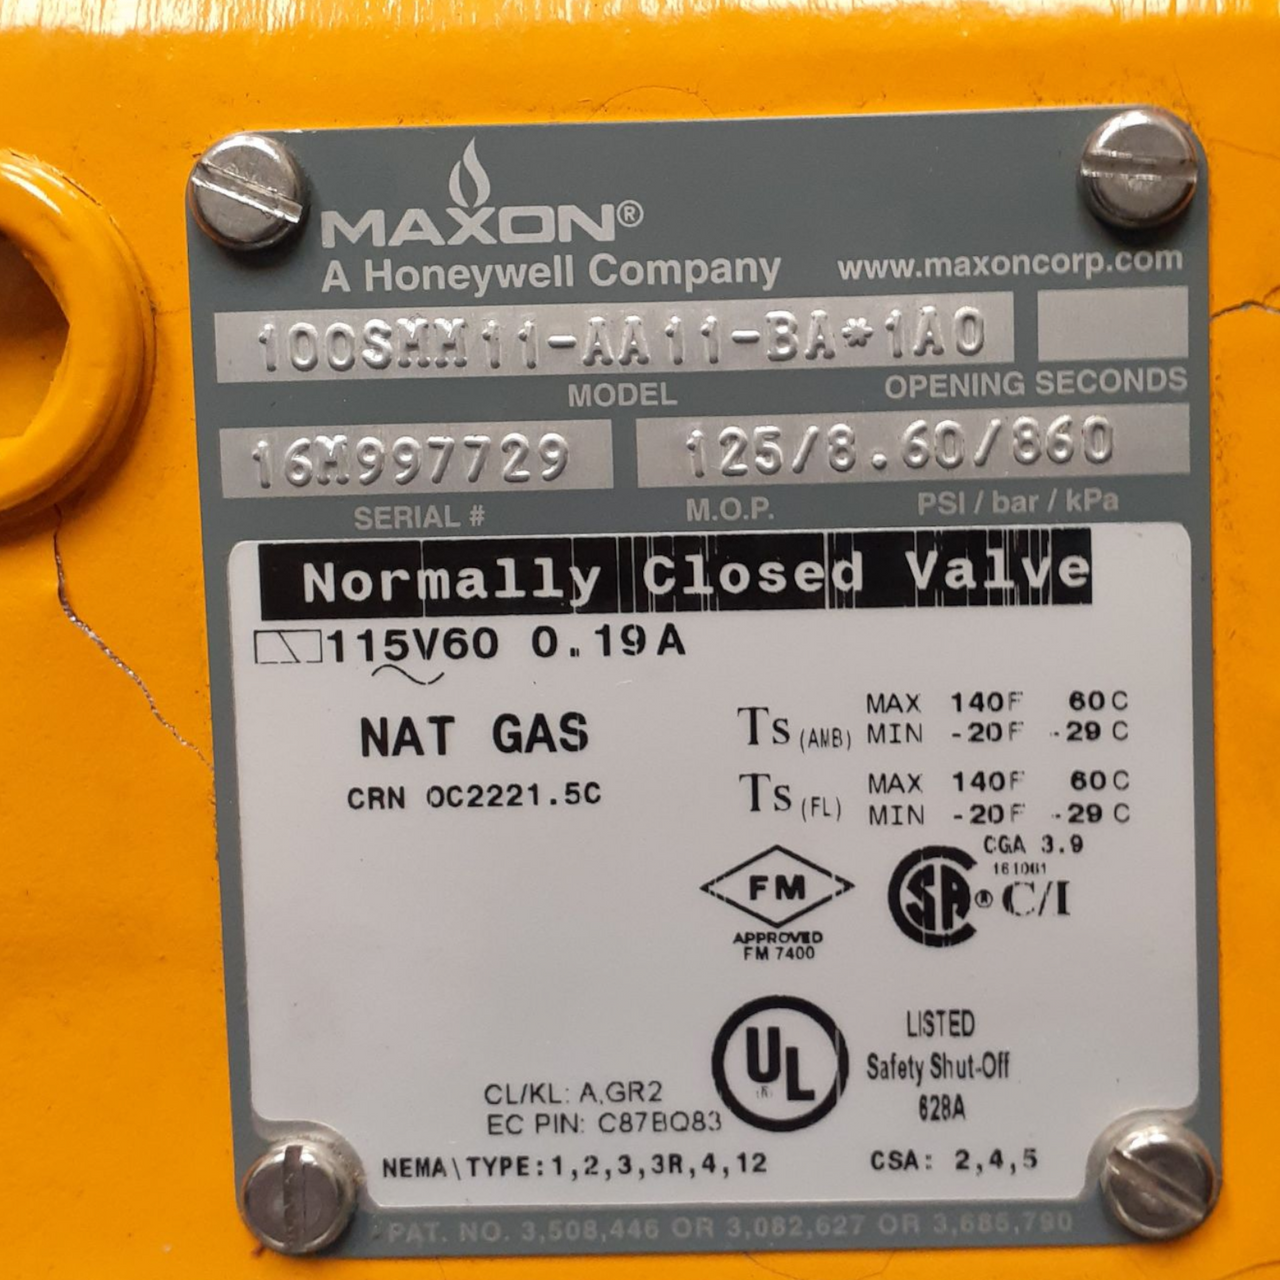 MAXON®
A Honeywell Company www.maxoncorp.com
100SMM11-AA11-BA*1A0
MODEL OPENING SECONDS
16M997729 125/8.60/860
SERIAL # M.O.P. PSI / bar / kPa
Normally Closed Valve
115V60 0.19A
NAT GAS
CRN OC2221.5C
Ts (AMB) MAX 140F 60C
MIN -20F -29C
Ts (FL) MAX 140F 60C
MIN -20F -29C
CGA 3.9
161061
SA ® C/I
FM
APPROVED
FM 7400
UL
LISTED
Safety Shut-Off
628A
CL/KL: A,GR2
EC PIN: C87BQ83
NEMA\TYPE:1,2,3,3R,4,12 CSA: 2,4,5
PAT. NO. 3,508,446 OR 3,082,627 OR 3,685,790